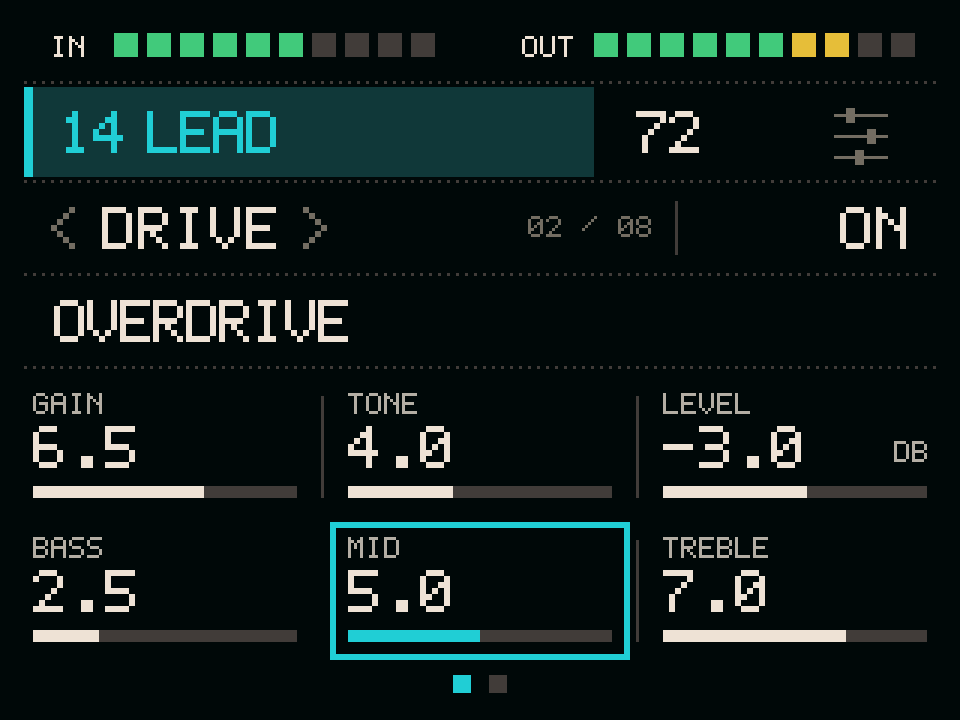 IN OUT
14 LEAD 72
< DRIVE > 02 / 08 ON
OVERDRIVE
GAIN TONE LEVEL
6.5 4.0 -3.0 DB
BASS MID TREBLE
2.5 5.0 7.0